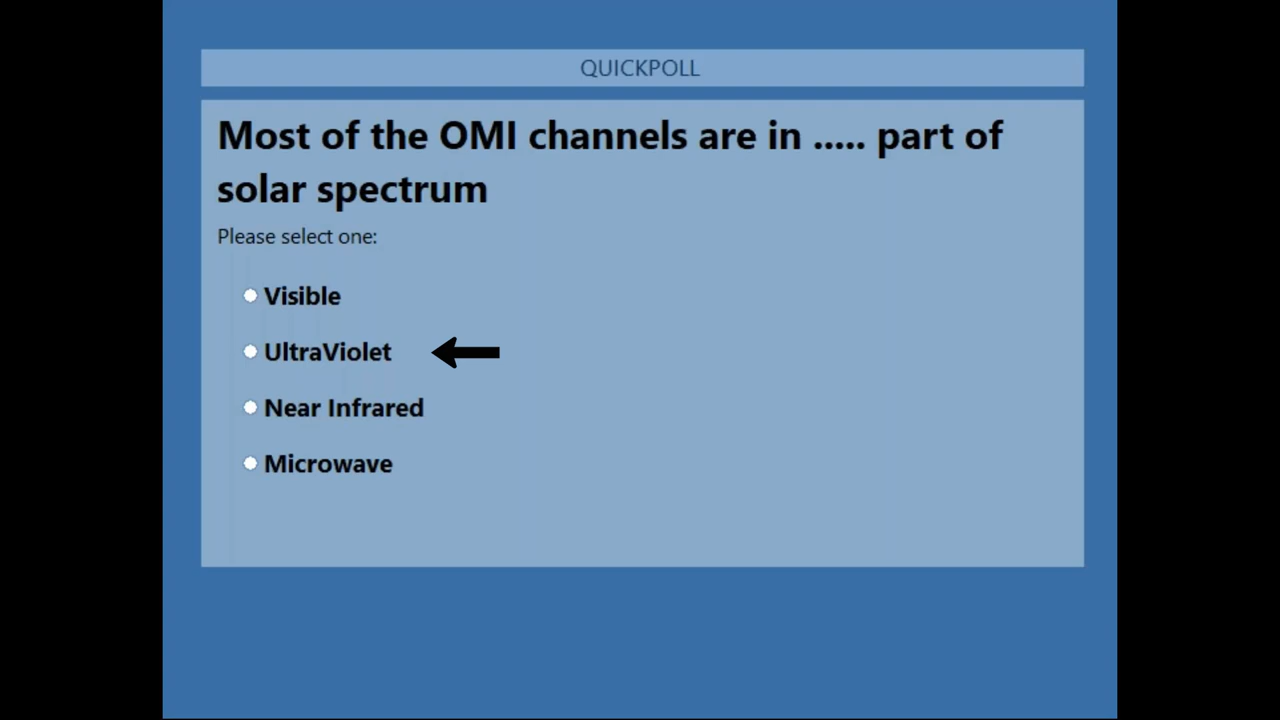 QUICKPOLL
Most of the OMI channels are in ..... part of
solar spectrum
Please select one:
Visible
UltraViolet
Near Infrared
Microwave